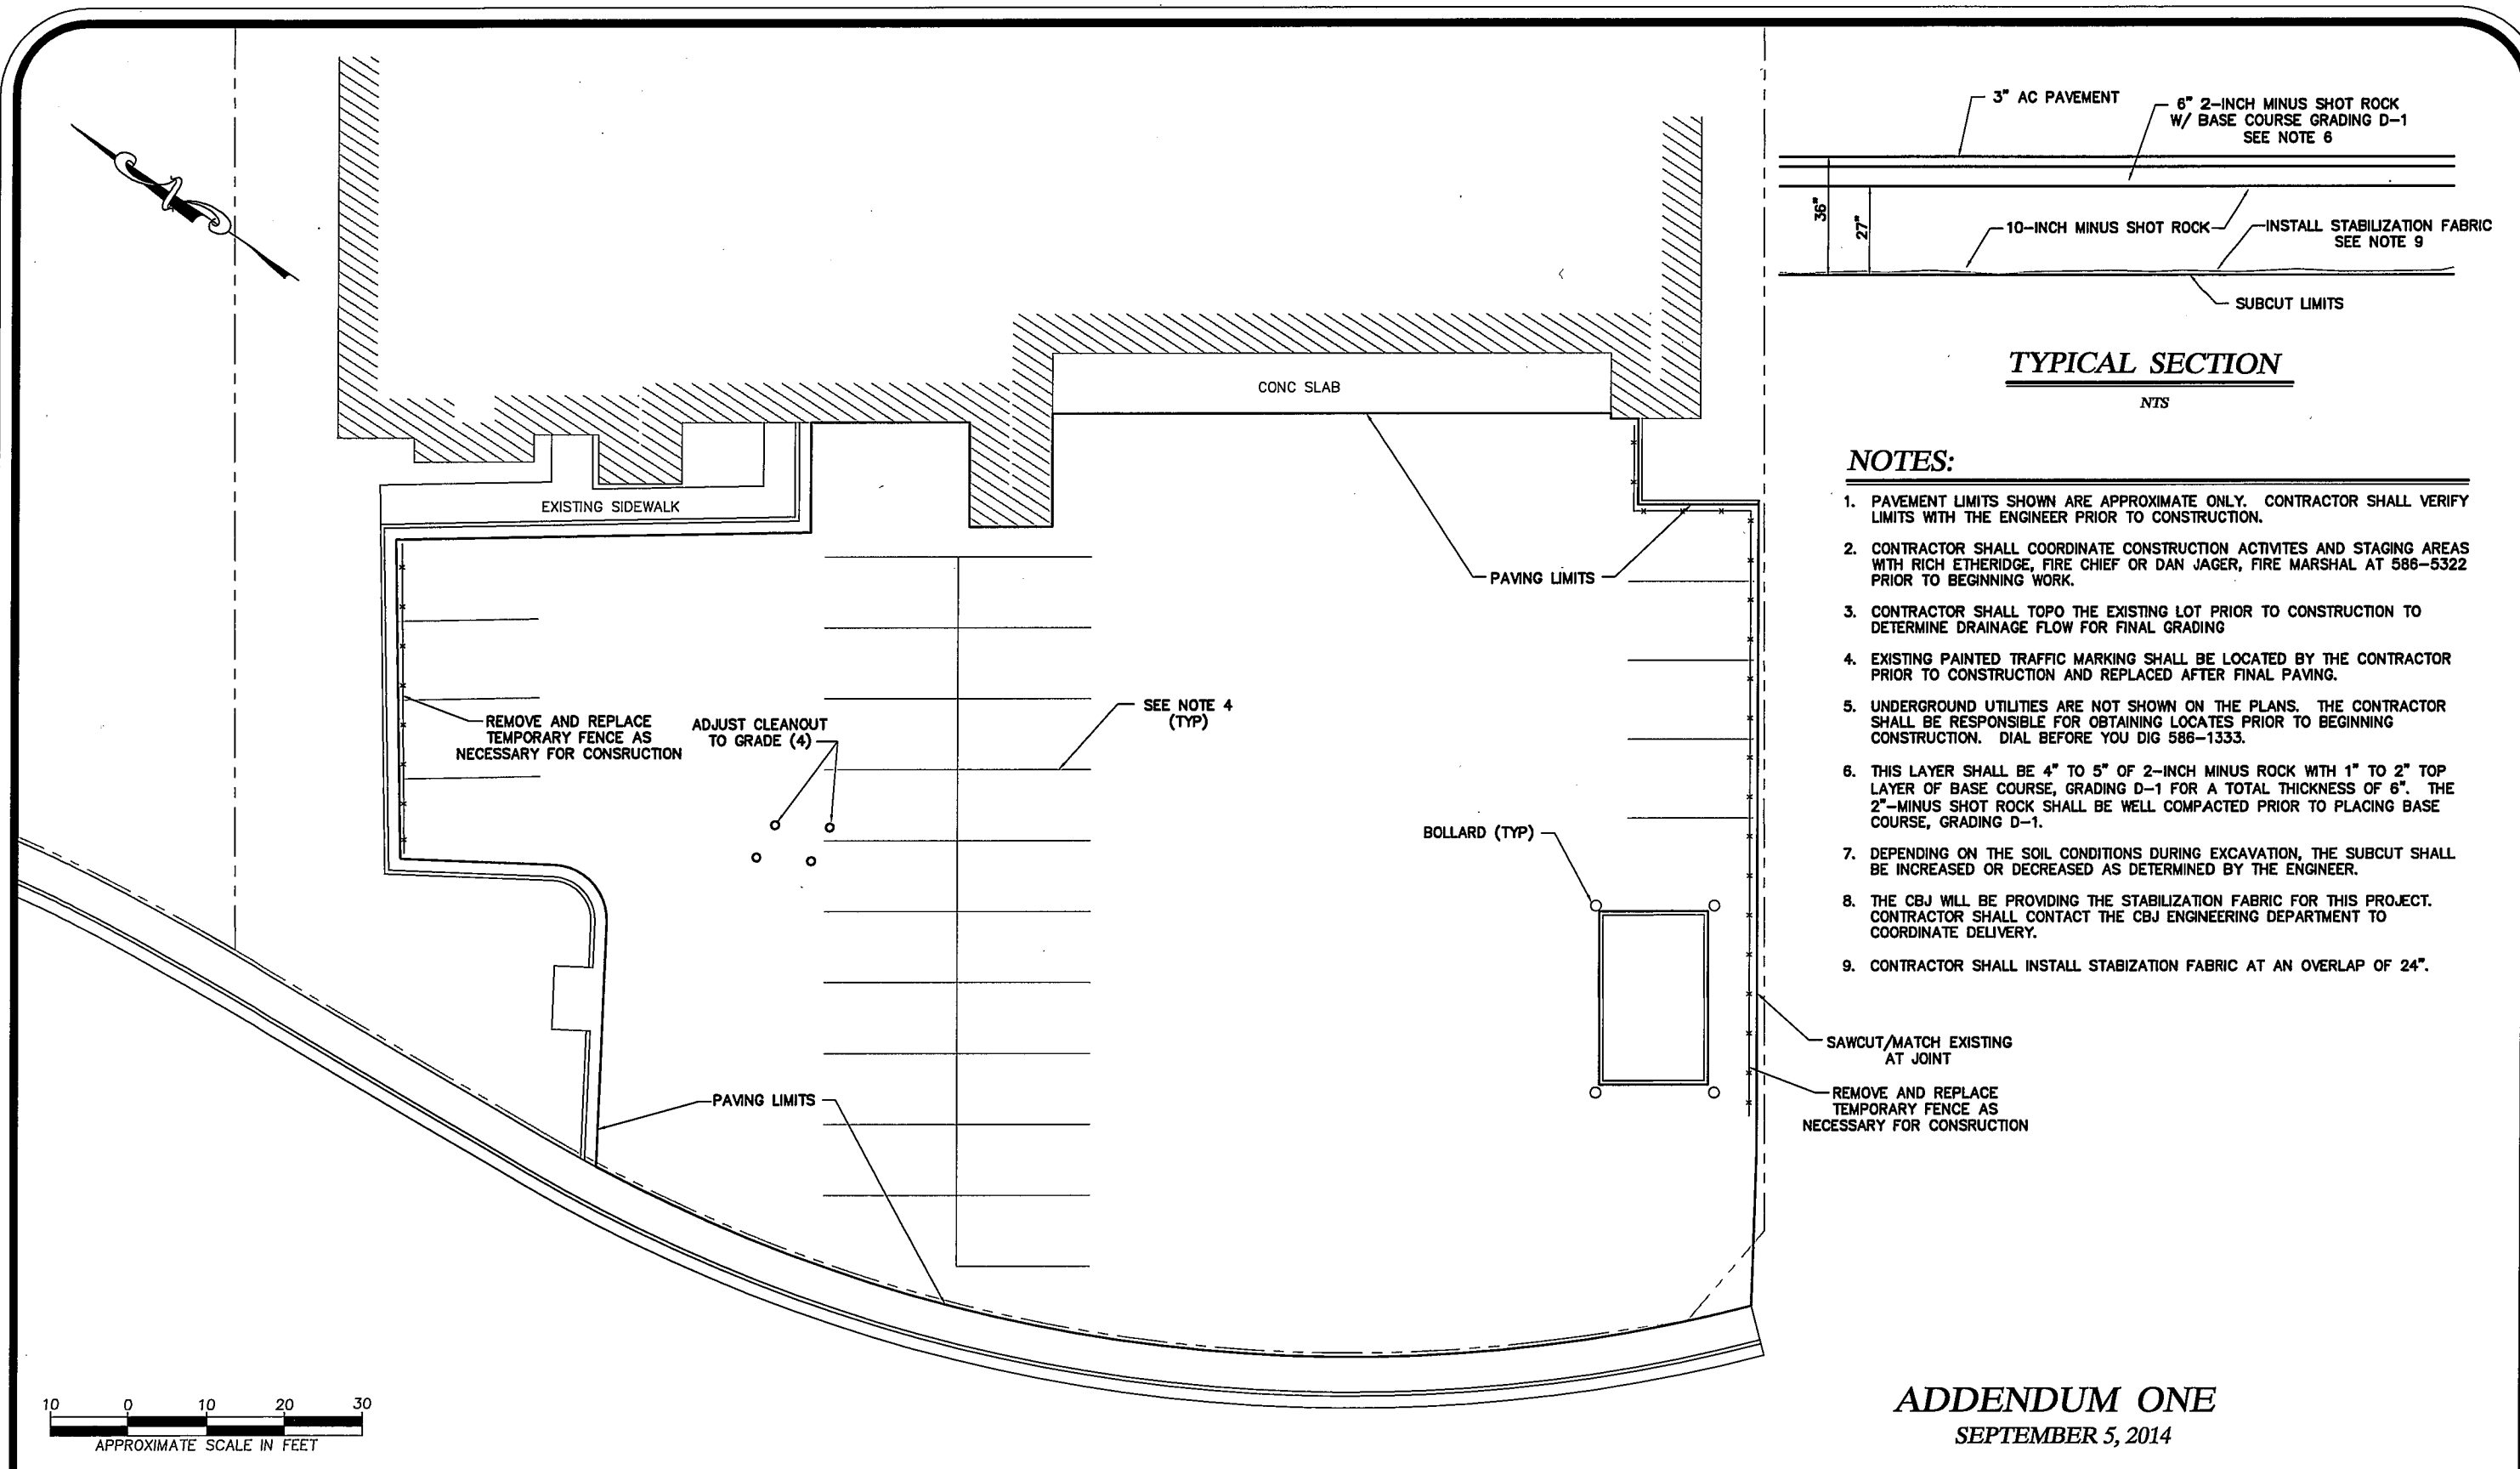 3" AC PAVEMENT
6" 2-INCH MINUS SHOT ROCK
W/ BASE COURSE GRADING D-1
SEE NOTE 6
36"
27"
10-INCH MINUS SHOT ROCK
INSTALL STABILIZATION FABRIC
SEE NOTE 9
SUBCUT LIMITS
TYPICAL SECTION
NTS
CONC SLAB
EXISTING SIDEWALK
PAVING LIMITS
REMOVE AND REPLACE
TEMPORARY FENCE AS
NECESSARY FOR CONSRUCTION
ADJUST CLEANOUT
TO GRADE (4)
SEE NOTE 4
(TYP)
BOLLARD (TYP)
PAVING LIMITS
NOTES:
1. PAVEMENT LIMITS SHOWN ARE APPROXIMATE ONLY. CONTRACTOR SHALL VERIFY
LIMITS WITH THE ENGINEER PRIOR TO CONSTRUCTION.
2. CONTRACTOR SHALL COORDINATE CONSTRUCTION ACTIVITES AND STAGING AREAS
WITH RICH ETHERIDGE, FIRE CHIEF OR DAN JAGER, FIRE MARSHAL AT 586-5322
PRIOR TO BEGINNING WORK.
3. CONTRACTOR SHALL TOPO THE EXISTING LOT PRIOR TO CONSTRUCTION TO
DETERMINE DRAINAGE FLOW FOR FINAL GRADING
4. EXISTING PAINTED TRAFFIC MARKING SHALL BE LOCATED BY THE CONTRACTOR
PRIOR TO CONSTRUCTION AND REPLACED AFTER FINAL PAVING.
5. UNDERGROUND UTILITIES ARE NOT SHOWN ON THE PLANS. THE CONTRACTOR
SHALL BE RESPONSIBLE FOR OBTAINING LOCATES PRIOR TO BEGINNING
CONSTRUCTION. DIAL BEFORE YOU DIG 586-1333.
6. THIS LAYER SHALL BE 4" TO 5" OF 2-INCH MINUS ROCK WITH 1" TO 2" TOP
LAYER OF BASE COURSE, GRADING D-1 FOR A TOTAL THICKNESS OF 6". THE
2"-MINUS SHOT ROCK SHALL BE WELL COMPACTED PRIOR TO PLACING BASE
COURSE, GRADING D-1.
7. DEPENDING ON THE SOIL CONDITIONS DURING EXCAVATION, THE SUBCUT SHALL
BE INCREASED OR DECREASED AS DETERMINED BY THE ENGINEER.
8. THE CBJ WILL BE PROVIDING THE STABILIZATION FABRIC FOR THIS PROJECT.
CONTRACTOR SHALL CONTACT THE CBJ ENGINEERING DEPARTMENT TO
COORDINATE DELIVERY.
9. CONTRACTOR SHALL INSTALL STABIZATION FABRIC AT AN OVERLAP OF 24".
SAWCUT/MATCH EXISTING
AT JOINT
REMOVE AND REPLACE
TEMPORARY FENCE AS
NECESSARY FOR CONSRUCTION
10 0 10 20 30
APPROXIMATE SCALE IN FEET
ADDENDUM ONE
SEPTEMBER 5, 2014